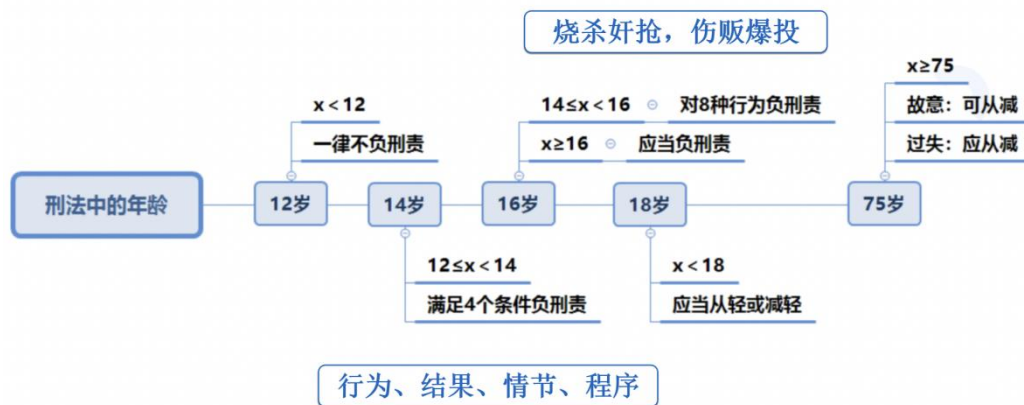 烧杀奸抢，伤贩爆投
x＜12
一律不负刑责
14≤x＜16
对8种行为负刑责
x≥16
应当负刑责
x≥75
故意：可从减
过失：应从减
刑法中的年龄
12岁
14岁
16岁
18岁
75岁
12≤x＜14
满足4个条件负刑责
x＜18
应当从轻或减轻
行为、结果、情节、程序